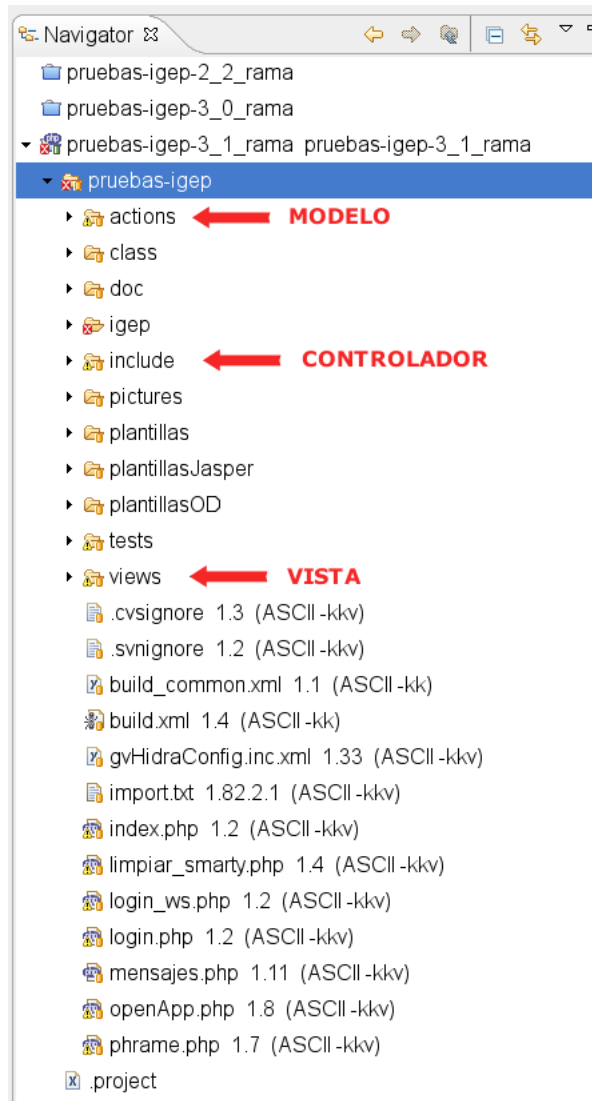 Navigator
pruebas-igep-2_2_rama
pruebas-igep-3_0_rama
pruebas-igep-3_1_rama pruebas-igep-3_1_rama
pruebas-igep
actions MODELO
class
doc
igep
include CONTROLADOR
pictures
plantillas
plantillasJasper
plantillasOD
tests
views VISTA
.cvsignore 1.3 (ASCII -kkv)
.svnignore 1.2 (ASCII -kkv)
build_common.xml 1.1 (ASCII -kk)
build.xml 1.4 (ASCII -kk)
gvHidraConfig.inc.xml 1.33 (ASCII -kkv)
import.txt 1.82.2.1 (ASCII -kkv)
index.php 1.2 (ASCII -kkv)
limpiar_smarty.php 1.4 (ASCII -kkv)
login_ws.php 1.2 (ASCII -kkv)
login.php 1.2 (ASCII -kkv)
mensajes.php 1.11 (ASCII -kkv)
openApp.php 1.8 (ASCII -kkv)
phrame.php 1.7 (ASCII -kkv)
.project